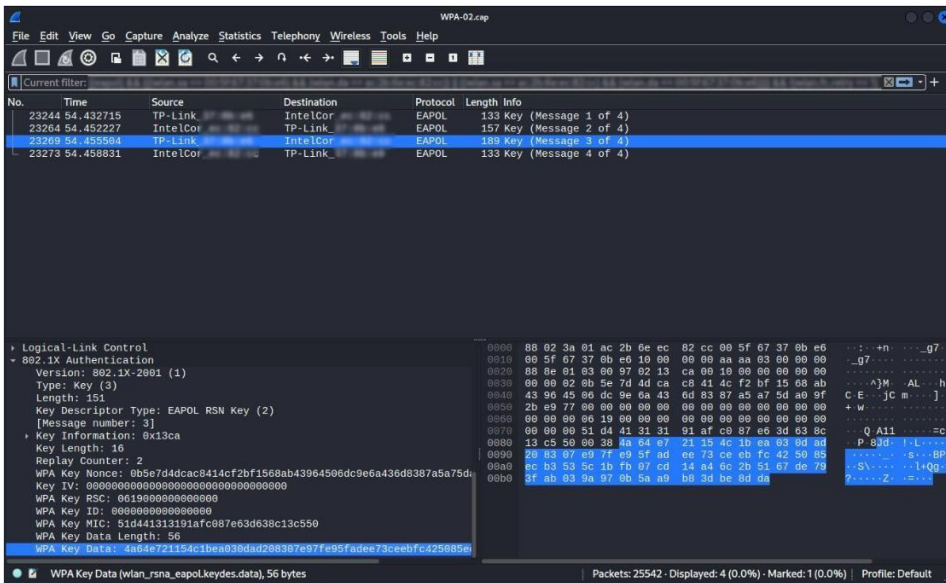 WPA-02.cap
File Edit View Go Capture Analyze Statistics Telephony Wireless Tools Help
Current filter:
No. Time Source Destination Protocol Length Info
23244 54.432715 TP-Link_ IntelCor_ EAPOL 133 Key (Message 1 of 4)
23264 54.452227 IntelCor_ TP-Link_ EAPOL 157 Key (Message 2 of 4)
23269 54.455504 TP-Link_ IntelCor_ EAPOL 189 Key (Message 3 of 4)
23273 54.458831 IntelCor_ TP-Link_ EAPOL 133 Key (Message 4 of 4)
Logical-Link Control
802.1X Authentication
Version: 802.1X-2001 (1)
Type: Key (3)
Length: 151
Key Descriptor Type: EAPOL RSN Key (2)
[Message number: 3]
Key Information: 0x13ca
Key Length: 16
Replay Counter: 2
WPA Key Nonce: 0b5e7d4dcac8414cf2bf1568ab43964506dc9e6a436d8387a5a75da
Key IV: 00000000000000000000000000000000
WPA Key RSC: 0619000000000000
WPA Key ID: 0000000000000000
WPA Key MIC: 51d441313191afc087e63d638c13c550
WPA Key Data Length: 56
WPA Key Data: 4a64e721154c1bea030dad208307e97fe95fadee73ceebfc425085e
0000 88 02 3a 01 ac 2b 6e ec 82 cc 00 5f 67 37 0b e6 ··:··+n· ···_g7·
0010 00 5f 67 37 0b e6 10 00 00 00 aa aa 03 00 00 00 ·_g7···· ········
0020 88 8e 01 03 00 97 02 13 ca 00 10 00 00 00 00 00
0030 00 00 02 0b 5e 7d 4d ca c8 41 4c f2 bf 15 68 ab ····^}M· ·AL···h·
0040 43 96 45 06 dc 9e 6a 43 6d 83 87 a5 a7 5d a0 9f C·E···jC m····]··
0050 2b e9 77 00 00 00 00 00 00 00 00 00 00 00 00 00 +·w····· ········
0060 00 00 00 06 19 00 00 00 00 00 00 00 00 00 00 00
0070 00 00 00 51 d4 41 31 31 91 af c0 87 e6 3d 63 8c ···Q·A11 ·····=c·
0080 13 c5 50 00 38 4a 64 e7 21 15 4c 1b ea 03 0d ad ··P·8Jd· !·L·····
0090 20 83 07 e9 7f e9 5f ad ee 73 ce eb fc 42 50 85 ······_· ·s···BP·
00a0 ec b3 53 5c 1b fb 07 cd 14 a4 6c 2b 51 67 de 79 ··S\···· ··l+Qg·y
00b0 3f ab 03 9a 97 0b 5a a9 b8 3d be 8d da ?·····Z· ·=···
WPA Key Data (wlan_rsna_eapol.keydes.data), 56 bytes
Packets: 25542 · Displayed: 4 (0.0%) · Marked: 1 (0.0%)
Profile: Default